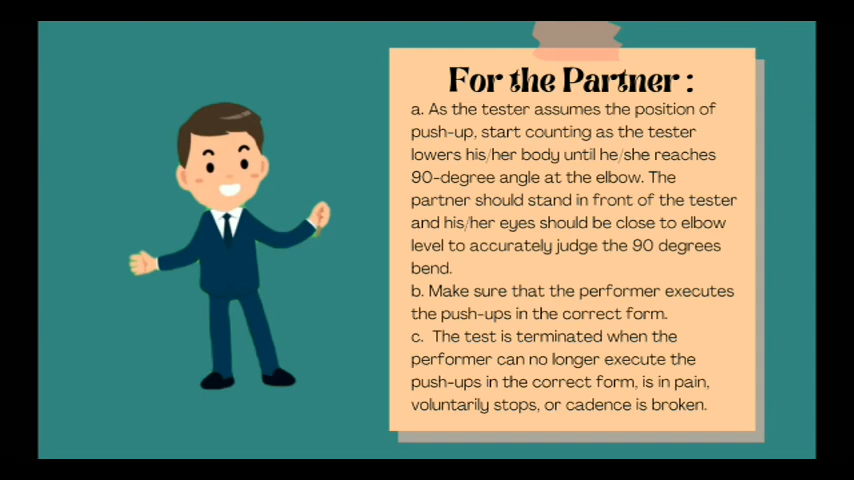 For the Partner :
a. As the tester assumes the position of
push-up, start counting as the tester
lowers his/her body until he/she reaches
90-degree angle at the elbow. The
partner should stand in front of the tester
and his/her eyes should be close to elbow
level to accurately judge the 90 degrees
bend.
b. Make sure that the performer executes
the push-ups in the correct form.
c. The test is terminated when the
performer can no longer execute the
push-ups in the correct form, is in pain,
voluntarily stops, or cadence is broken.